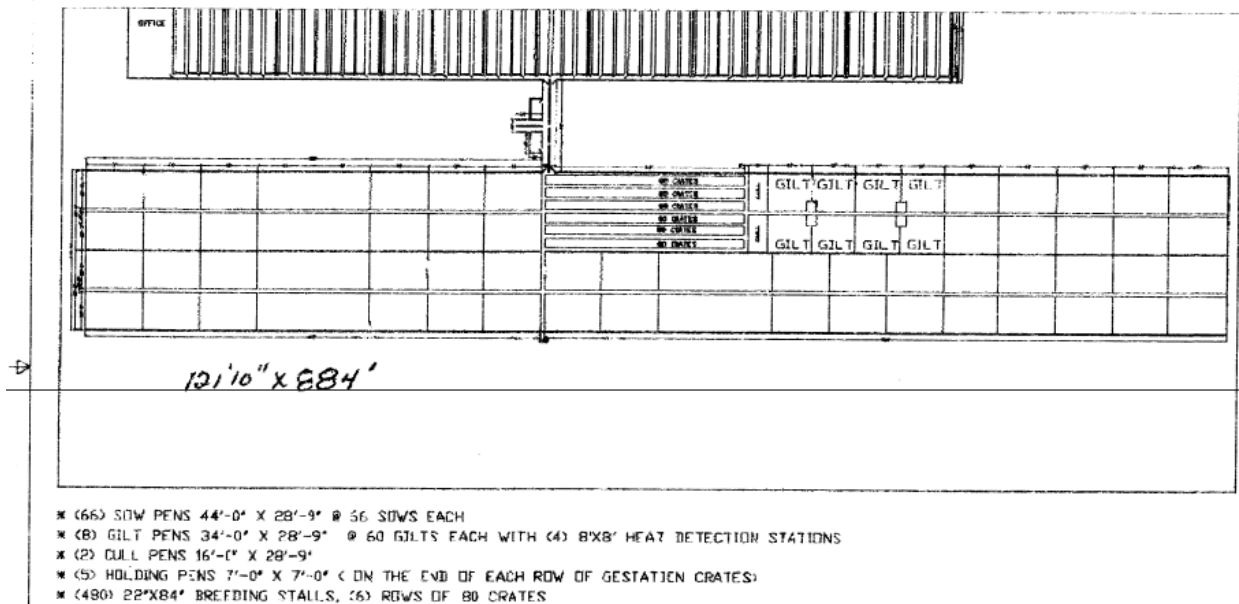 OFFICE
80 CRATES
80 CRATES
80 CRATES
80 CRATES
80 CRATES
80 CRATES
GILT GILT GILT GILT
GILT GILT GILT GILT
121'10" X 884'
* (66) SOW PENS 44'-0" X 28'-9" @ 56 SOWS EACH
* (8) GILT PENS 34'-0" X 28'-9" @ 60 GILTS EACH WITH (4) 8'X8' HEAT DETECTION STATIONS
* (2) CULL PENS 16'-0" X 28'-9"
* (5) HOLDING PENS 7'-0" X 7'-0" ( ON THE END OF EACH ROW OF GESTATION CRATES)
* (480) 22"X84" BREEDING STALLS, (6) ROWS OF 80 CRATES